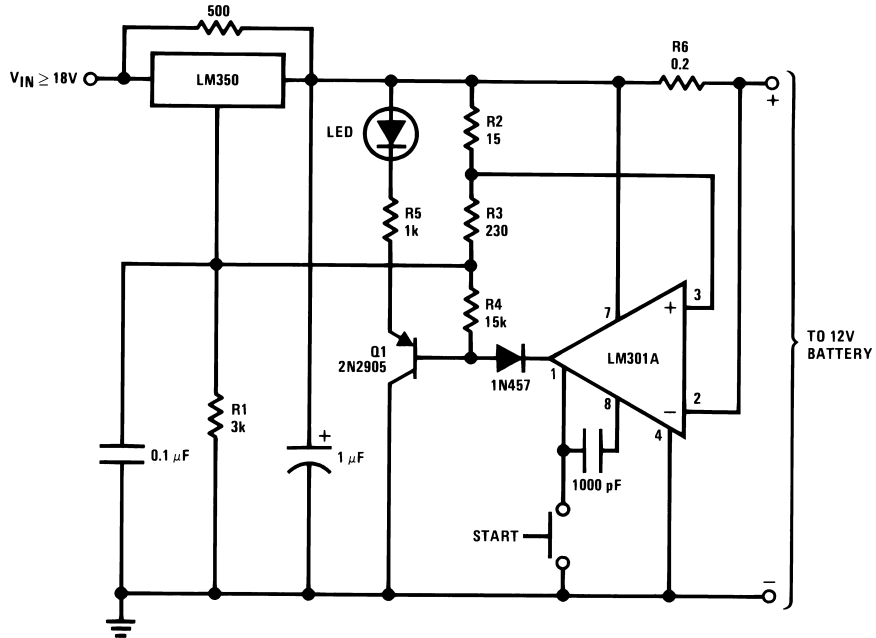 500
V_IN ≥ 18V
LM350
R6
0.2
+
LED
R2
15
R5
1k
R3
230
R4
15k
7
3
+
Q1
2N2905
1N457
LM301A
TO 12V
BATTERY
1
8
2
−
4
R1
3k
0.1 μF
+
1 μF
1000 pF
START
−